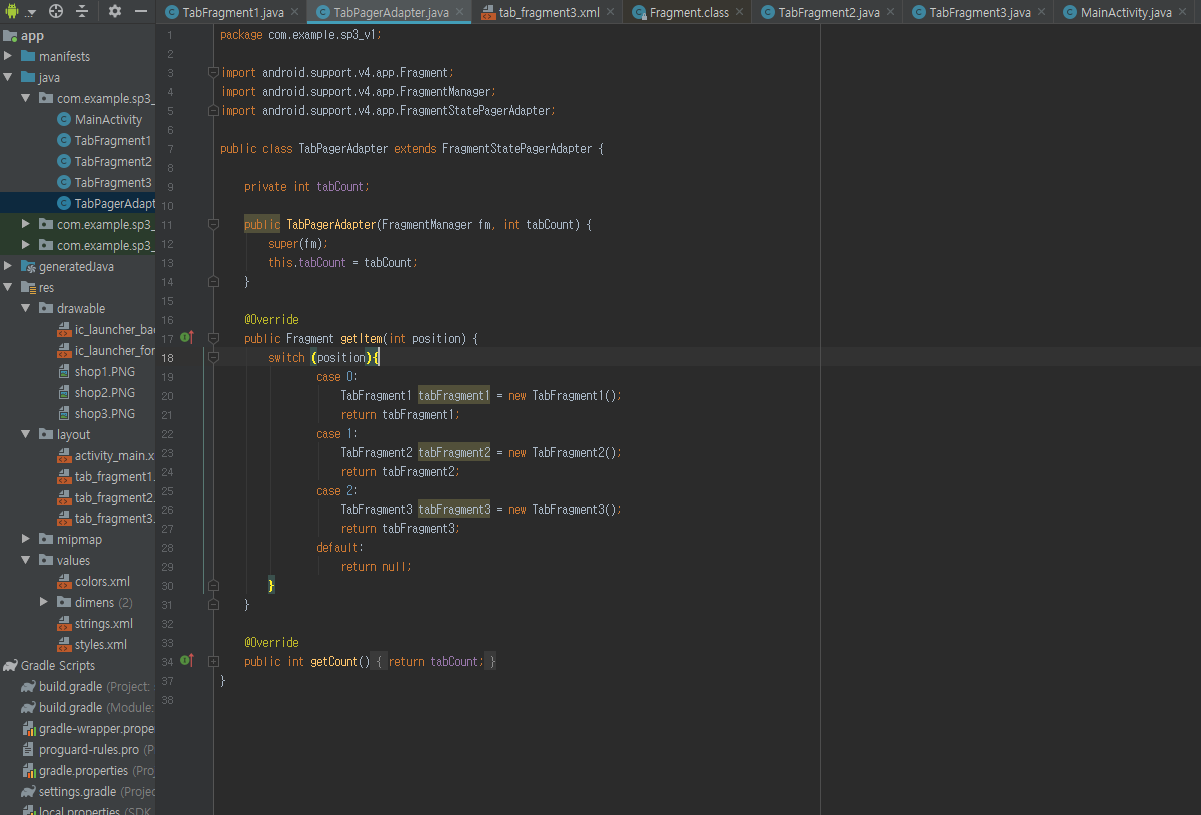 TabFragment1.java
TabPagerAdapter.java
tab_fragment3.xml
Fragment.class
TabFragment2.java
TabFragment3.java
MainActivity.java
app
manifests
java
com.example.sp3_
MainActivity
TabFragment1
TabFragment2
TabFragment3
TabPagerAdapt
com.example.sp3_
com.example.sp3_
generatedJava
res
drawable
ic_launcher_bac
ic_launcher_for
shop1.PNG
shop2.PNG
shop3.PNG
layout
activity_main.x
tab_fragment1.
tab_fragment2.
tab_fragment3.
mipmap
values
colors.xml
dimens (2)
strings.xml
styles.xml
Gradle Scripts
build.gradle (Project:
build.gradle (Module:
gradle-wrapper.prope
proguard-rules.pro (P
gradle.properties (Proj
settings.gradle (Projec
local.properties (SDK
1 package com.example.sp3_v1;
2
3 import android.support.v4.app.Fragment;
4 import android.support.v4.app.FragmentManager;
5 import android.support.v4.app.FragmentStatePagerAdapter;
6
7 public class TabPagerAdapter extends FragmentStatePagerAdapter {
8
9 private int tabCount;
10
11 public TabPagerAdapter(FragmentManager fm, int tabCount) {
12 super(fm);
13 this.tabCount = tabCount;
14 }
15
16 @Override
17 public Fragment getItem(int position) {
18 switch (position){
19 case 0:
20 TabFragment1 tabFragment1 = new TabFragment1();
21 return tabFragment1;
22 case 1:
23 TabFragment2 tabFragment2 = new TabFragment2();
24 return tabFragment2;
25 case 2:
26 TabFragment3 tabFragment3 = new TabFragment3();
27 return tabFragment3;
28 default:
29 return null;
30 }
31 }
32
33 @Override
34 public int getCount() { return tabCount; }
37 }
38